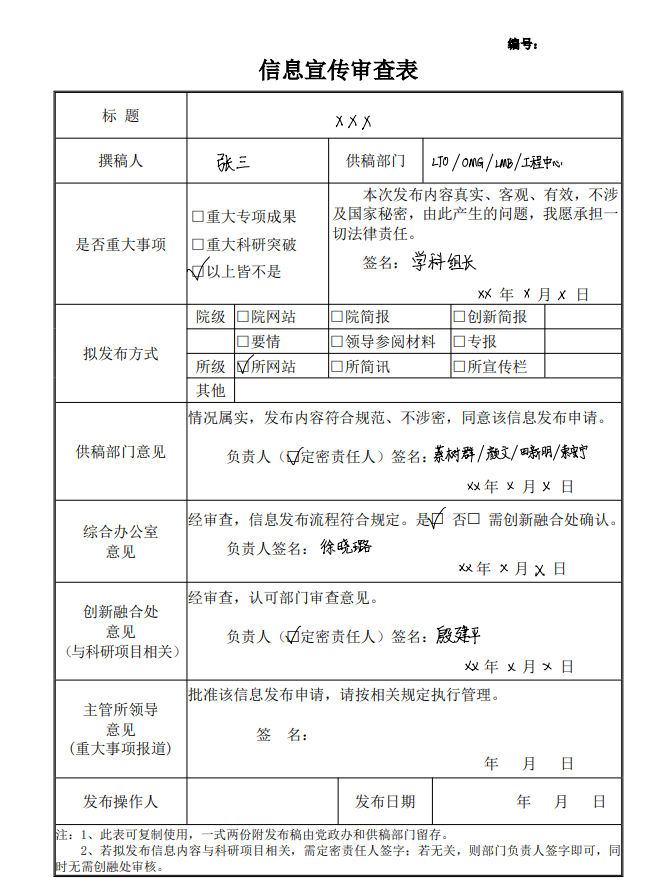 编号：
信息宣传审查表
标 题 xxx
撰稿人 张三 供稿部门 LTO/OMG/LMB/工程中心
是否重大事项
□重大专项成果
□重大科研突破
☑以上皆不是
本次发布内容真实、客观、有效，不涉
及国家秘密，由此产生的问题，我愿承担一
切法律责任。
签名：学科组长
xx 年 x 月 x 日
拟发布方式
院级 □院网站 □院简报 □创新简报
□要情 □领导参阅材料 □专报
所级 ☑所网站 □所简讯 □所宣传栏
其他
供稿部门意见
情况属实，发布内容符合规范、不涉密，同意该信息发布申请。
负责人（☑定密责任人）签名：蔡树群/颜文/田新朋/
xx 年 x 月 x 日
综合办公室
意见
经审查，信息发布流程符合规定。是☑ 否□ 需创新融合处确认。
负责人签名：徐晓璐
xx 年 x 月 x 日
创新融合处
意见
（与科研项目相关）
经审查，认可部门审查意见。
负责人（☑定密责任人）签名：殷建平
xx 年 x 月 x 日
主管所领导
意见
(重大事项报道)
批准该信息发布申请，请按相关规定执行管理。
签 名：
年 月 日
发布操作人 发布日期 年 月 日
注：1、此表可复制使用，一式两份附发布稿由党政办和供稿部门留存。
2、若拟发布信息内容与科研项目相关，需定密责任人签字；若无关，则部门负责人签字即可，同
时无需创融处审核。